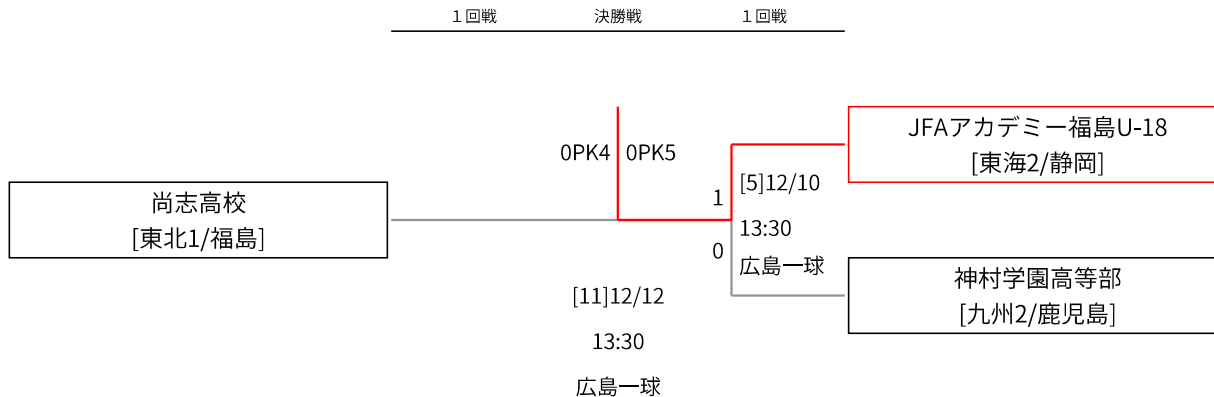 １回戦
決勝戦
１回戦
0PK4
0PK5
JFAアカデミー福島U-18
[東海2/静岡]
尚志高校
[東北1/福島]
1
[5]12/10
13:30
0
広島一球
神村学園高等部
[九州2/鹿児島]
[11]12/12
13:30
広島一球